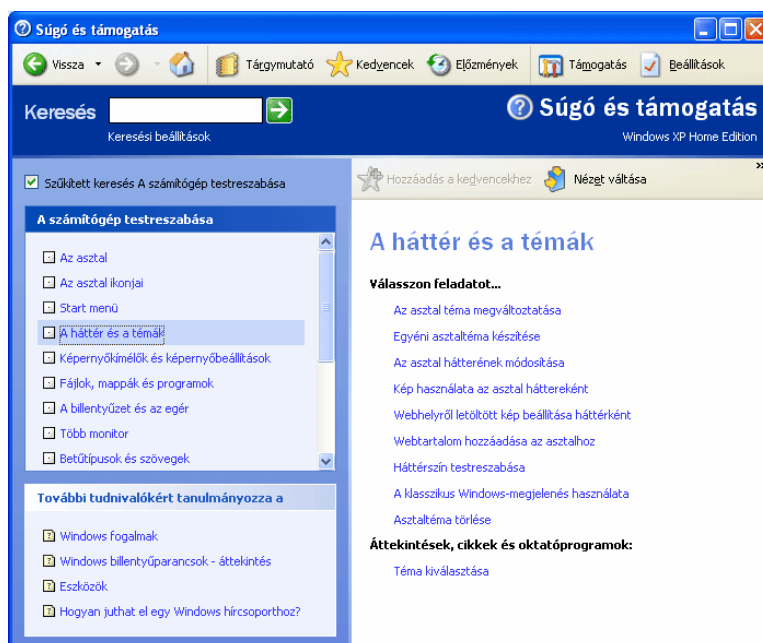 Súgó és támogatás
Vissza Tárgymutató Kedvencek Előzmények Támogatás Beállítások
Keresés
Keresési beállítások
Súgó és támogatás
Windows XP Home Edition
Szűkített keresés A számítógép testreszabása
A számítógép testreszabása
Az asztal
Az asztal ikonjai
Start menü
A háttér és a témák
Képernyőkímélők és képernyőbeállítások
Fájlok, mappák és programok
A billentyűzet és az egér
Több monitor
Betűtípusok és szövegek
További tudnivalókért tanulmányozza a
Windows fogalmak
Windows billentyűparancsok - áttekintés
Eszközök
Hogyan juthat el egy Windows hírcsoporthoz?
Hozzáadás a kedvencekhez Nézet váltása »
A háttér és a témák
Válasszon feladatot...
Az asztal téma megváltoztatása
Egyéni asztaltéma készítése
Az asztal hátterének módosítása
Kép használata az asztal háttereként
Webhelyről letöltött kép beállítása háttérként
Webtartalom hozzáadása az asztalhoz
Háttérszín testreszabása
A klasszikus Windows-megjelenés használata
Asztaltéma törlése
Áttekintések, cikkek és oktatóprogramok:
Téma kiválasztása